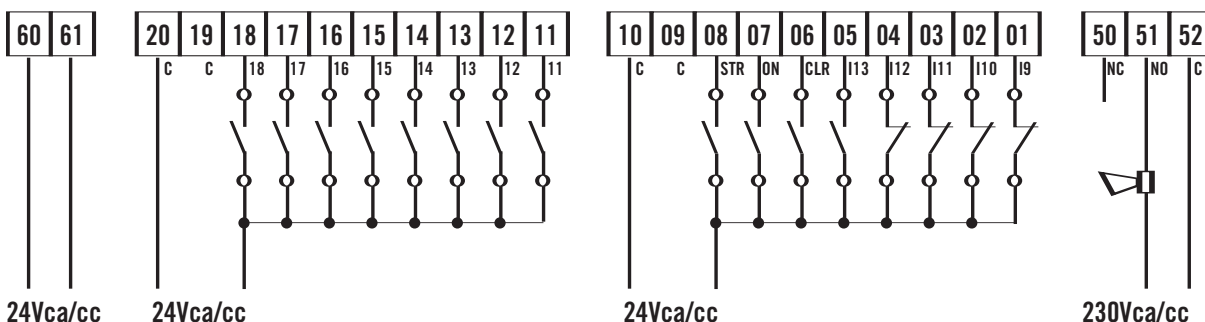 60 61 20 19 18 17 16 15 14 13 12 11 10 09 08 07 06 05 04 03 02 01 50 51 52
C C 18 17 16 15 14 13 12 11 C C STR ON CLR I13 I12 I11 I10 I9 NC NO C
24Vca/cc 24Vca/cc 24Vca/cc 230Vca/cc